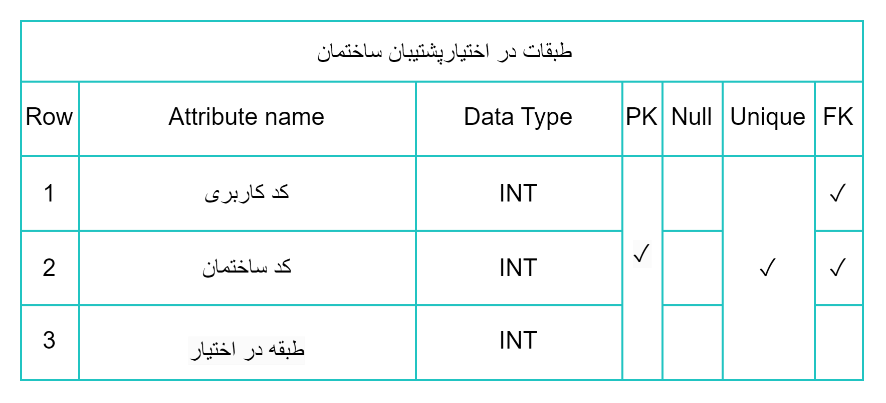 طبقات در اختیارپشتیبان ساختمان
Row Attribute name Data Type PK Null Unique FK
1 کد کاربری INT ✓
2 کد ساختمان INT ✓ ✓ ✓
3 طبقه در اختیار INT